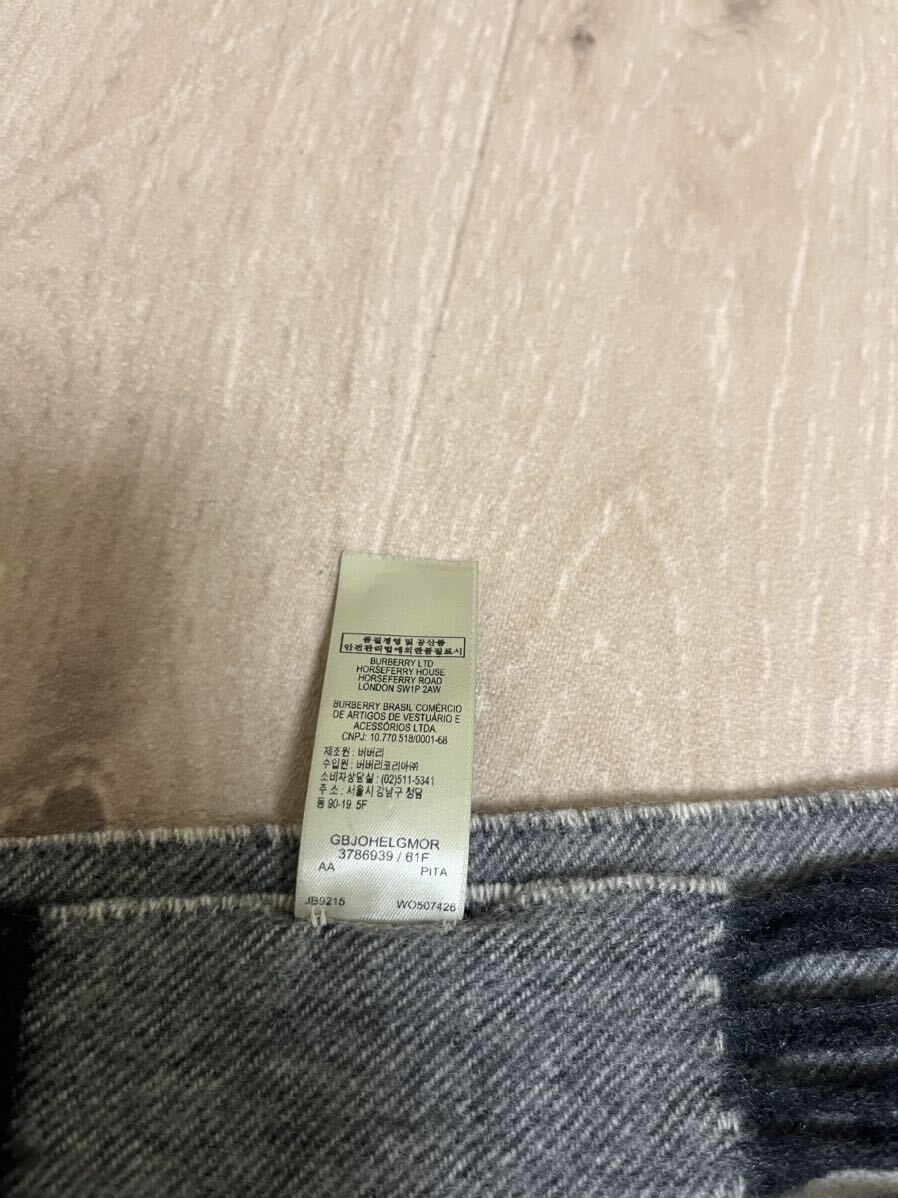 품질경영 및 공산품
안전관리법에의한품질표시
BURBERRY LTD
HORSEFERRY HOUSE
HORSEFERRY ROAD
LONDON SW1P 2AW
BURBERRY BRASIL COMÉRCIO
DE ARTIGOS DE VESTUÁRIO E
ACESSÓRIOS LTDA.
CNPJ: 10.770.518/0001-68
제조원 : 버버리
수입원 : 버버리코리아㈜
소비자상담실 : (02)511-5341
주 소 : 서울시 강남구 청담
동 90-19. 5F
GBJOHELGMOR
3786939 / 61F
AA PITA
JB9215 WO507426